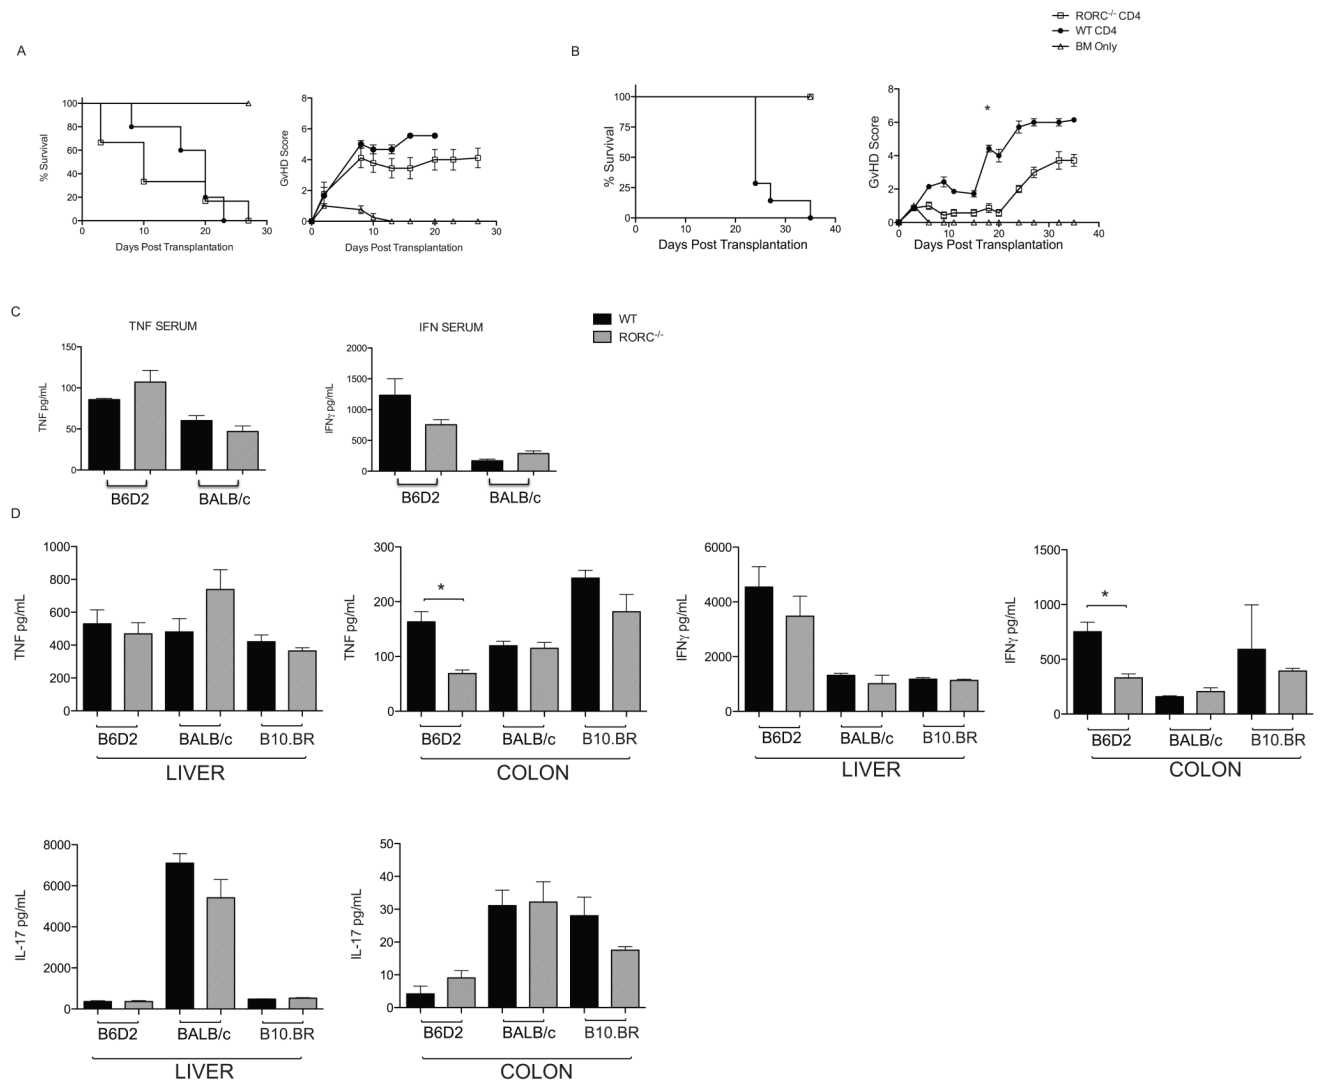 RORC-/- CD4
WT CD4
BM Only
A
B
100
80
60
40
20
0
% Survival
0
10
20
30
Days Post Transplantation
8
6
4
2
0
GvHD Score
0
10
20
30
Days Post Transplantation
100
75
50
25
0
% Survival
0
10
20
30
40
Days Post Transplantation
8
6
4
2
0
GvHD Score
*
0
10
20
30
40
Days Post Transplantation
C
TNF SERUM
150
100
50
0
TNF pg/mL
B6D2
BALB/c
IFN SERUM
2000
1500
1000
500
0
IFNγ pg/mL
B6D2
BALB/c
WT
RORC-/-
D
1000
800
600
400
200
0
TNF pg/mL
B6D2
BALB/c
B10.BR
LIVER
300
200
100
0
TNF pg/mL
*
B6D2
BALB/c
B10.BR
COLON
6000
4000
2000
0
IFNγ pg/mL
B6D2
BALB/c
B10.BR
LIVER
1500
1000
500
0
IFNγ pg/mL
*
B6D2
BALB/c
B10.BR
COLON
8000
6000
4000
2000
0
IL-17 pg/mL
B6D2
BALB/c
B10.BR
LIVER
50
40
30
20
10
0
IL-17 pg/mL
B6D2
BALB/c
B10.BR
COLON